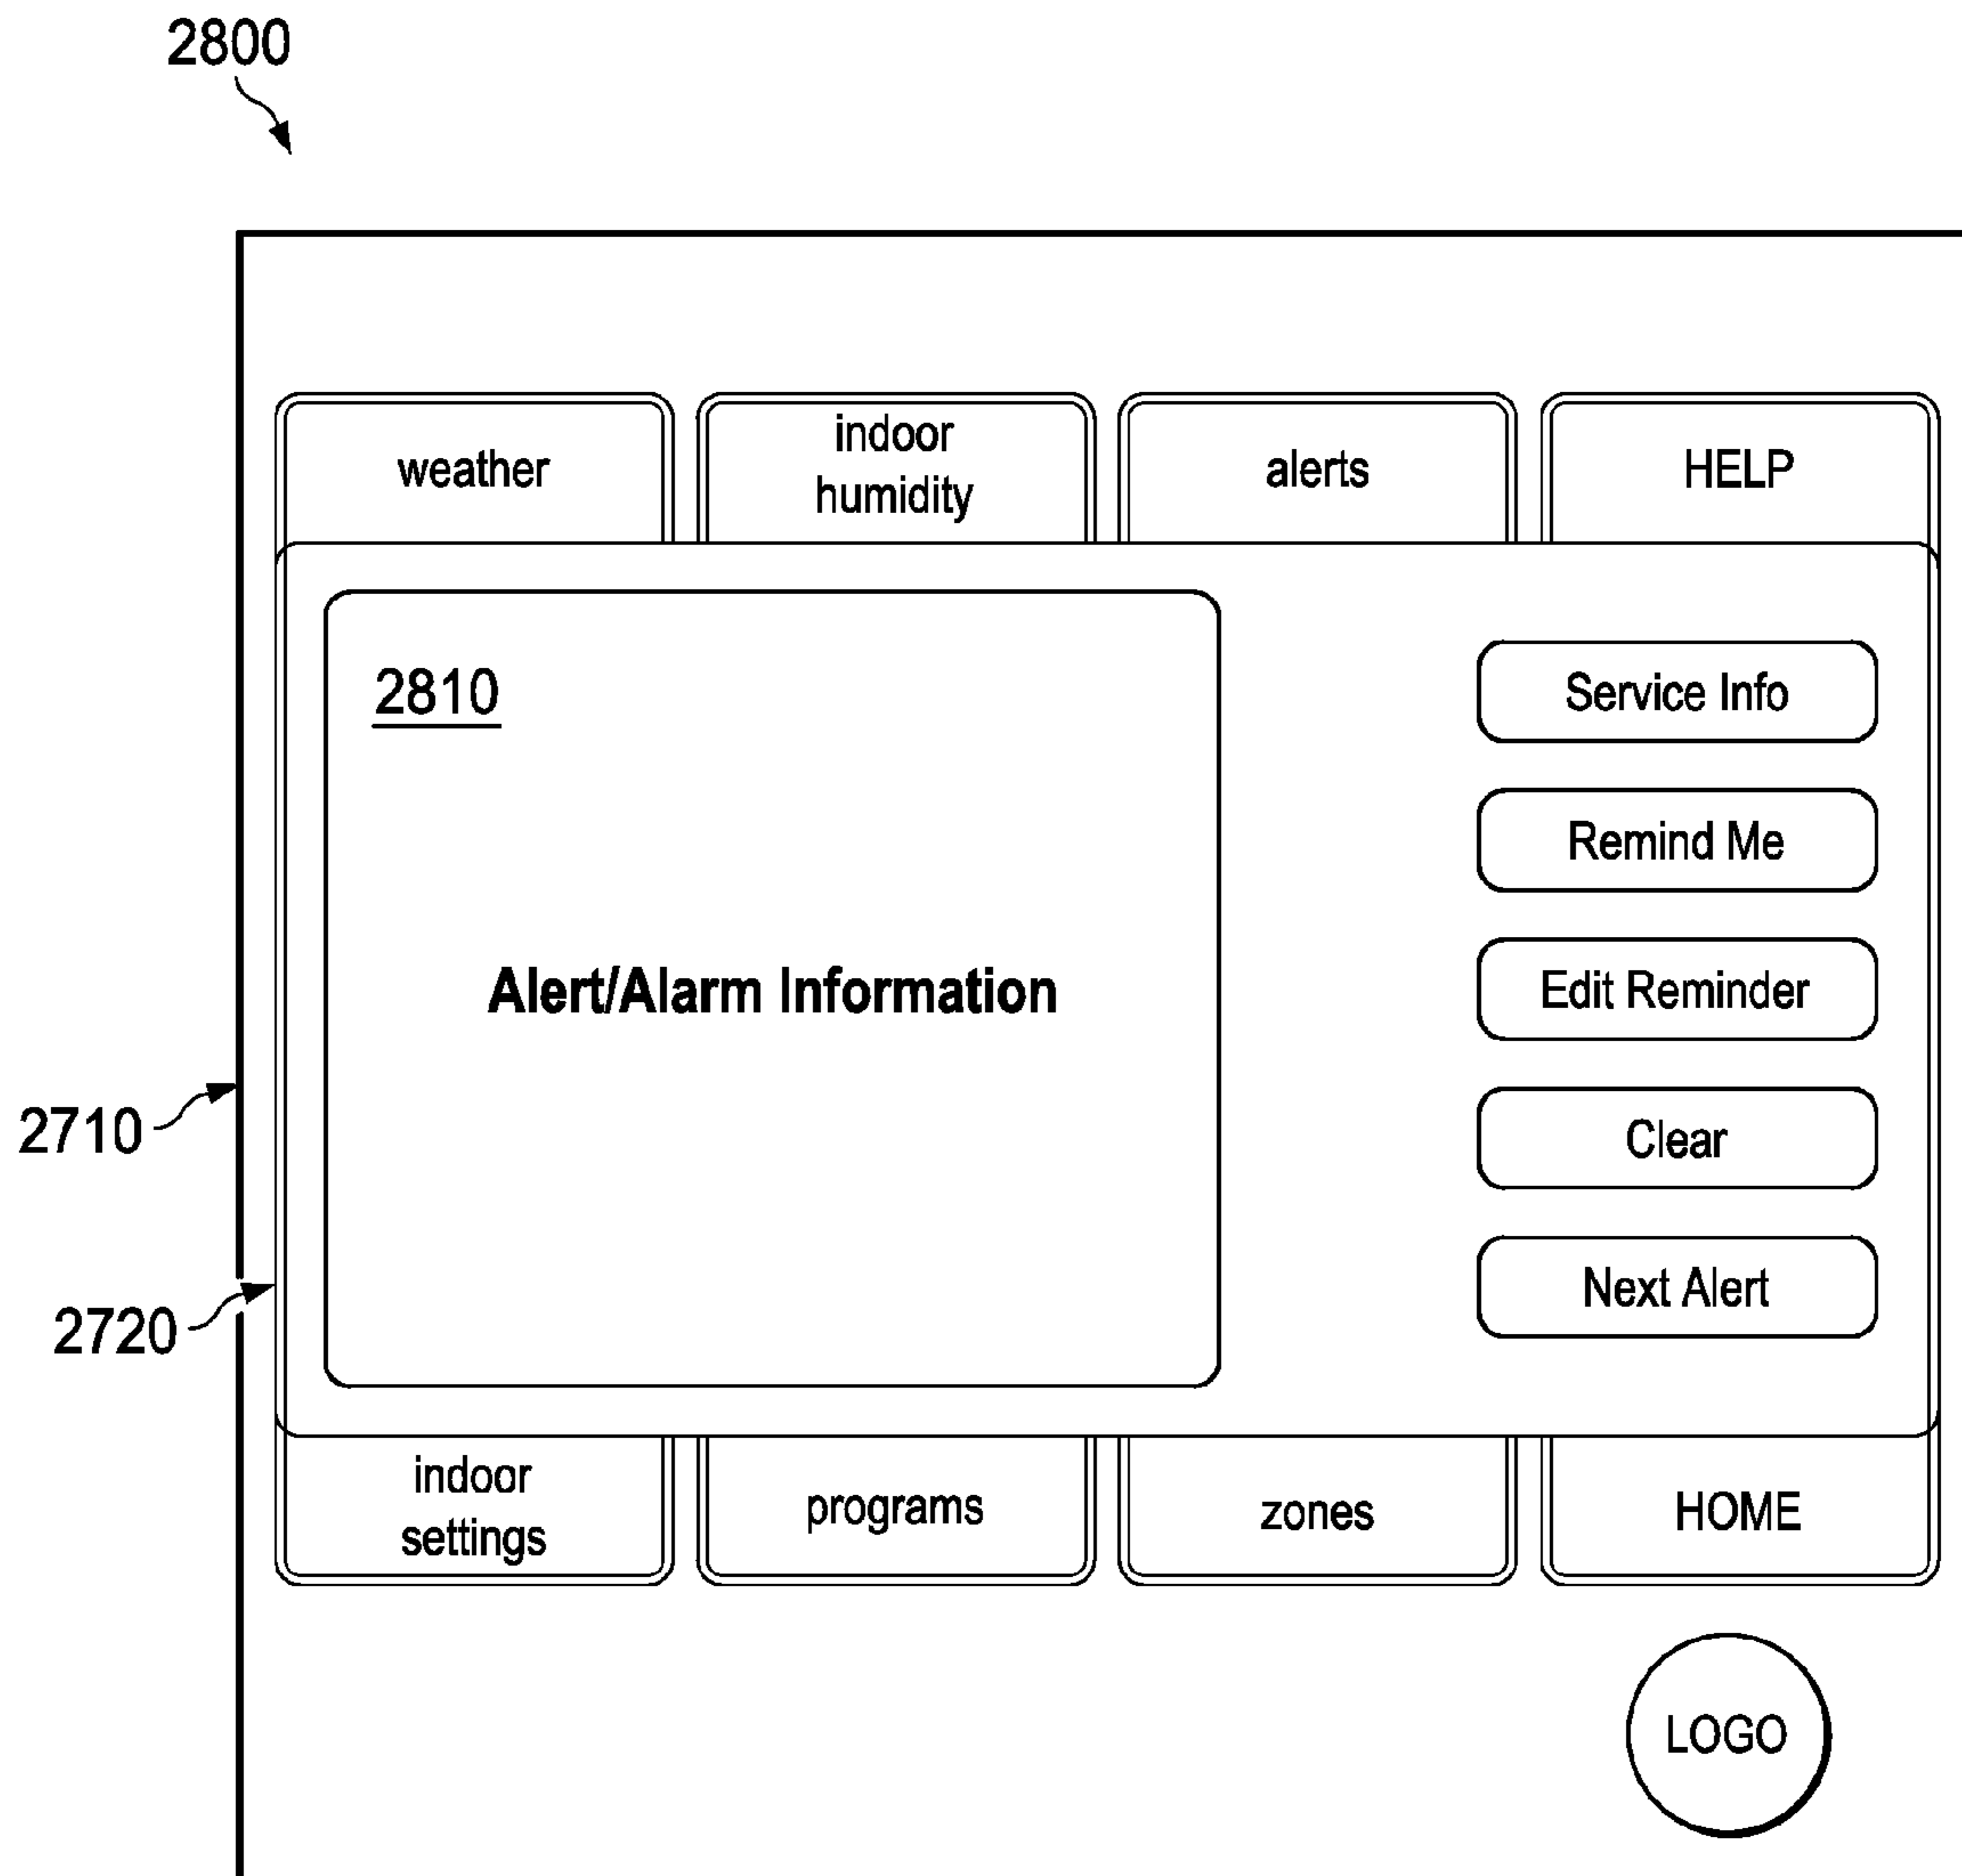 2800
weather
indoor
humidity
alerts
HELP
2810
Alert/Alarm Information
Service Info
Remind Me
Edit Reminder
Clear
Next Alert
2710
2720
indoor
settings
programs
zones
HOME
LOGO